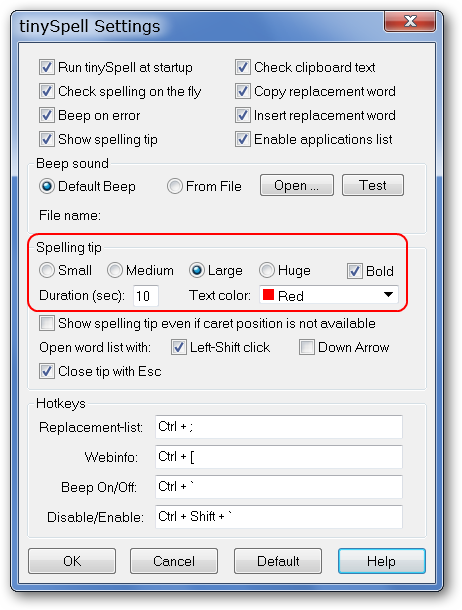 tinySpell Settings
Run tinySpell at startup
Check clipboard text
Check spelling on the fly
Copy replacement word
Beep on error
Insert replacement word
Show spelling tip
Enable applications list
Beep sound
Default Beep
From File
Open ...
Test
File name:
Spelling tip
Small
Medium
Large
Huge
Bold
Duration (sec): 10
Text color: Red
Show spelling tip even if caret position is not available
Open word list with:
Left-Shift click
Down Arrow
Close tip with Esc
Hotkeys
Replacement-list: Ctrl + ;
Webinfo: Ctrl + [
Beep On/Off: Ctrl + `
Disable/Enable: Ctrl + Shift + `
OK
Cancel
Default
Help